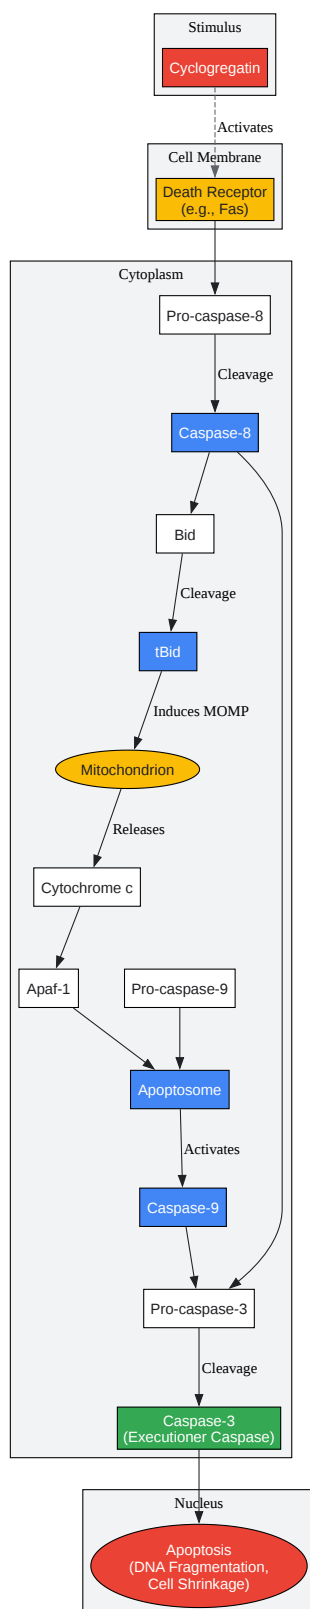 Stimulus
Cyclogregatin
Activates
Cell Membrane
Death Receptor
(e.g., Fas)
Cytoplasm
Pro-caspase-8
Cleavage
Caspase-8
Bid
Cleavage
tBid
Induces MOMP
Mitochondrion
Releases
Cytochrome c
Apaf-1
Pro-caspase-9
Apoptosome
Activates
Caspase-9
Pro-caspase-3
Cleavage
Caspase-3
(Executioner Caspase)
Nucleus
Apoptosis
(DNA Fragmentation,
Cell Shrinkage)